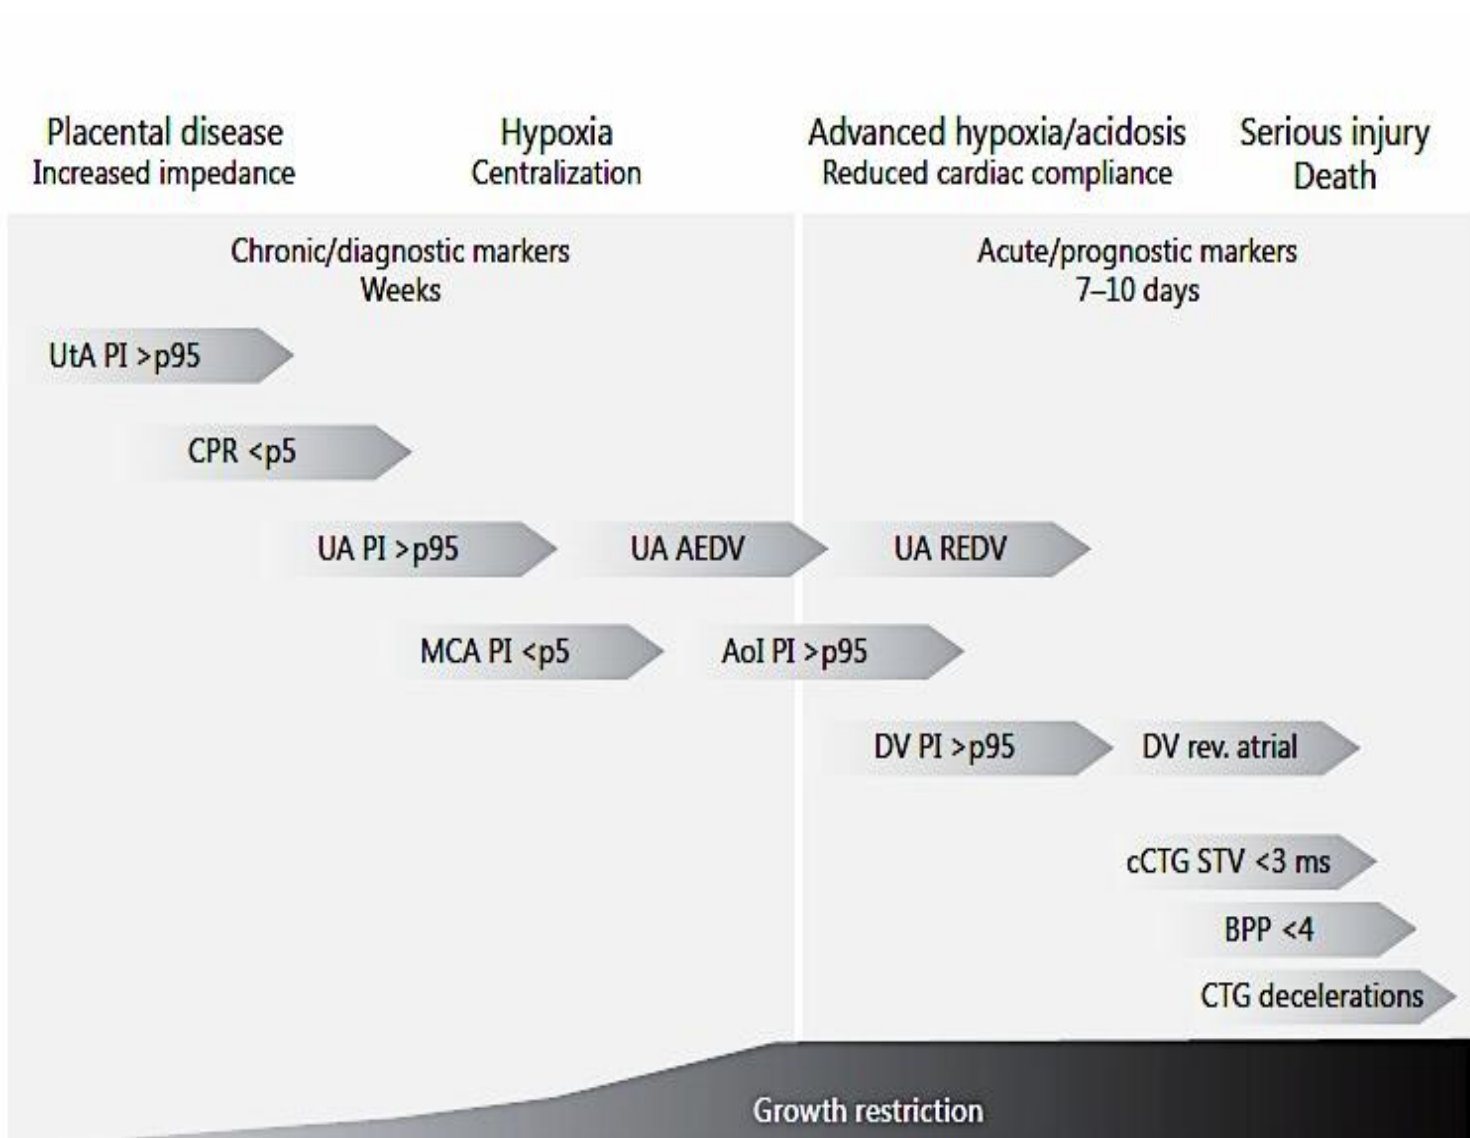 Placental disease
Increased impedance
Hypoxia
Centralization
Advanced hypoxia/acidosis
Reduced cardiac compliance
Serious injury
Death
Chronic/diagnostic markers
Weeks
Acute/prognostic markers
7–10 days
UtA PI >p95
CPR <p5
UA PI >p95
UA AEDV
UA REDV
MCA PI <p5
AoI PI >p95
DV PI >p95
DV rev. atrial
cCTG STV <3 ms
BPP <4
CTG decelerations
Growth restriction